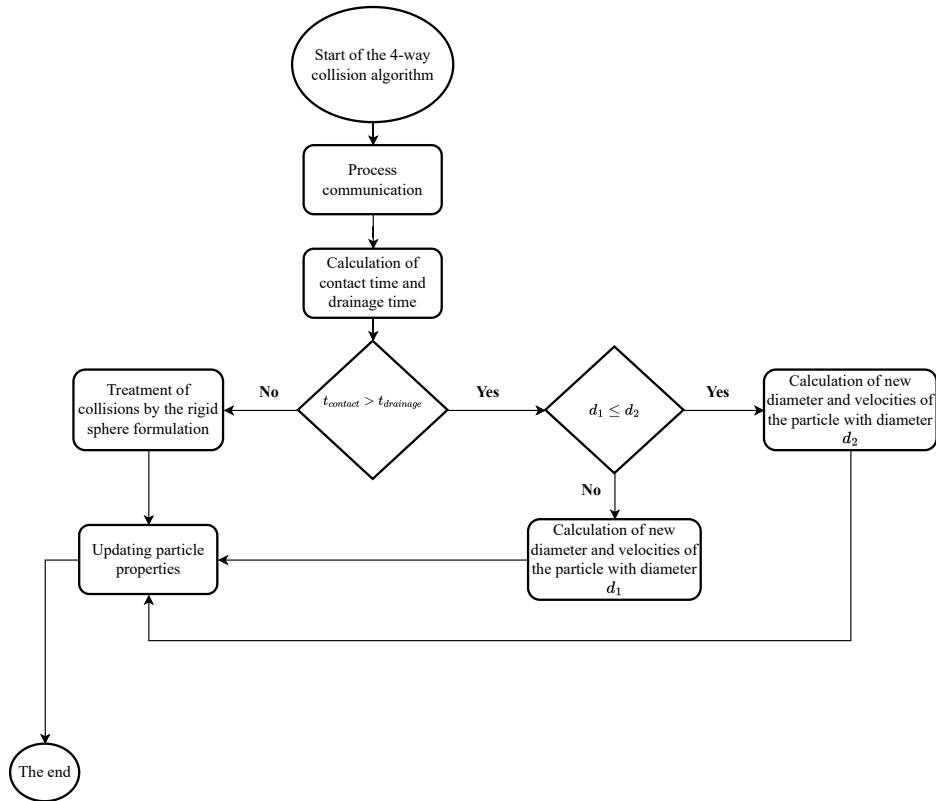 Start of the 4-way
collision algorithm
Process
communication
Calculation of
contact time and
drainage time
t_contact > t_drainage
No
Yes
Treatment of
collisions by the rigid
sphere formulation
d_1 ≤ d_2
Yes
No
Calculation of new
diameter and velocities of
the particle with diameter
d_2
Calculation of new
diameter and velocities of
the particle with diameter
d_1
Updating particle
properties
The end